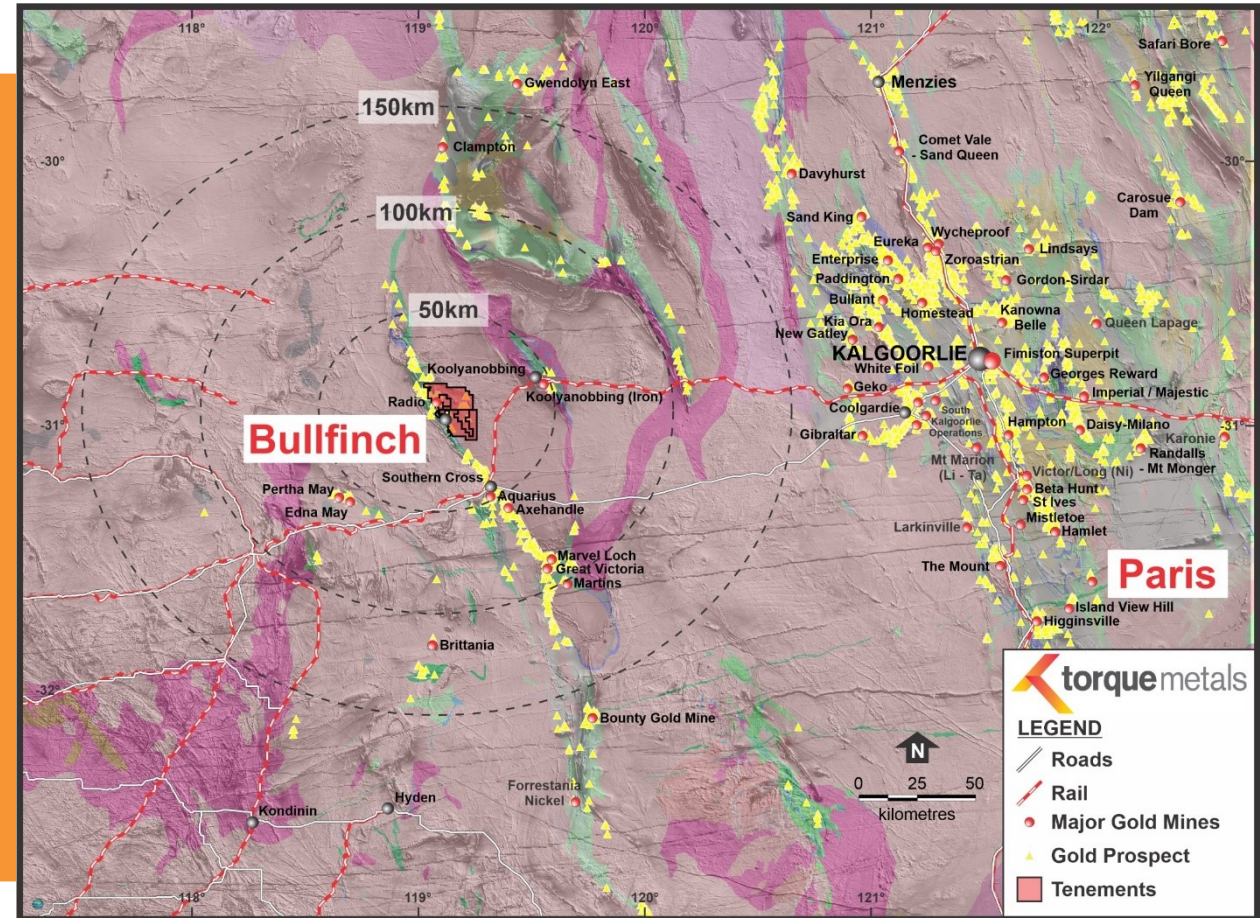 118°
119°
120°
121°
122°
Safari Bore
Gwendolyn East
Menzies
Yilgangi
Queen
150km
Clampton
Comet Vale
- Sand Queen
-30°
-30°
Davyhurst
100km
Sand King
Carosue
Dam
Eureka
Wycheproof
Enterprise
Zoroastrian
Lindsays
Paddington
Gordon-Sirdar
50km
Bullant
Homestead
Kanowna
Belle
Queen Lapage
Kia Ora
New Gatley
KALGOORLIE
Fimiston Superpit
White Foil
Georges Reward
Koolyanobbing
Koolyanobbing (Iron)
Geko
Imperial / Majestic
Radio
Coolgardie
South
Kalgoorlie
Operations
Hampton
Daisy-Milano
-31°
-31°
Bullfinch
Gibraltar
Karonie
Mt Marion
(Li - Ta)
Randalls
- Mt Monger
Southern Cross
Victor/Long (Ni)
Pertha May
Aquarius
Beta Hunt
Edna May
Axehandle
St Ives
Mistletoe
Larkinville
Hamlet
Marvel Loch
Great Victoria
The Mount
Martins
Paris
Island View Hill
Higginsville
Brittania
-32°
torquemetals
Bounty Gold Mine
LEGEND
N
Roads
Forrestania
Nickel
0 25 50
kilometres
Rail
Hyden
Kondinin
Major Gold Mines
Gold Prospect
Tenements
118°
119°
120°
121°